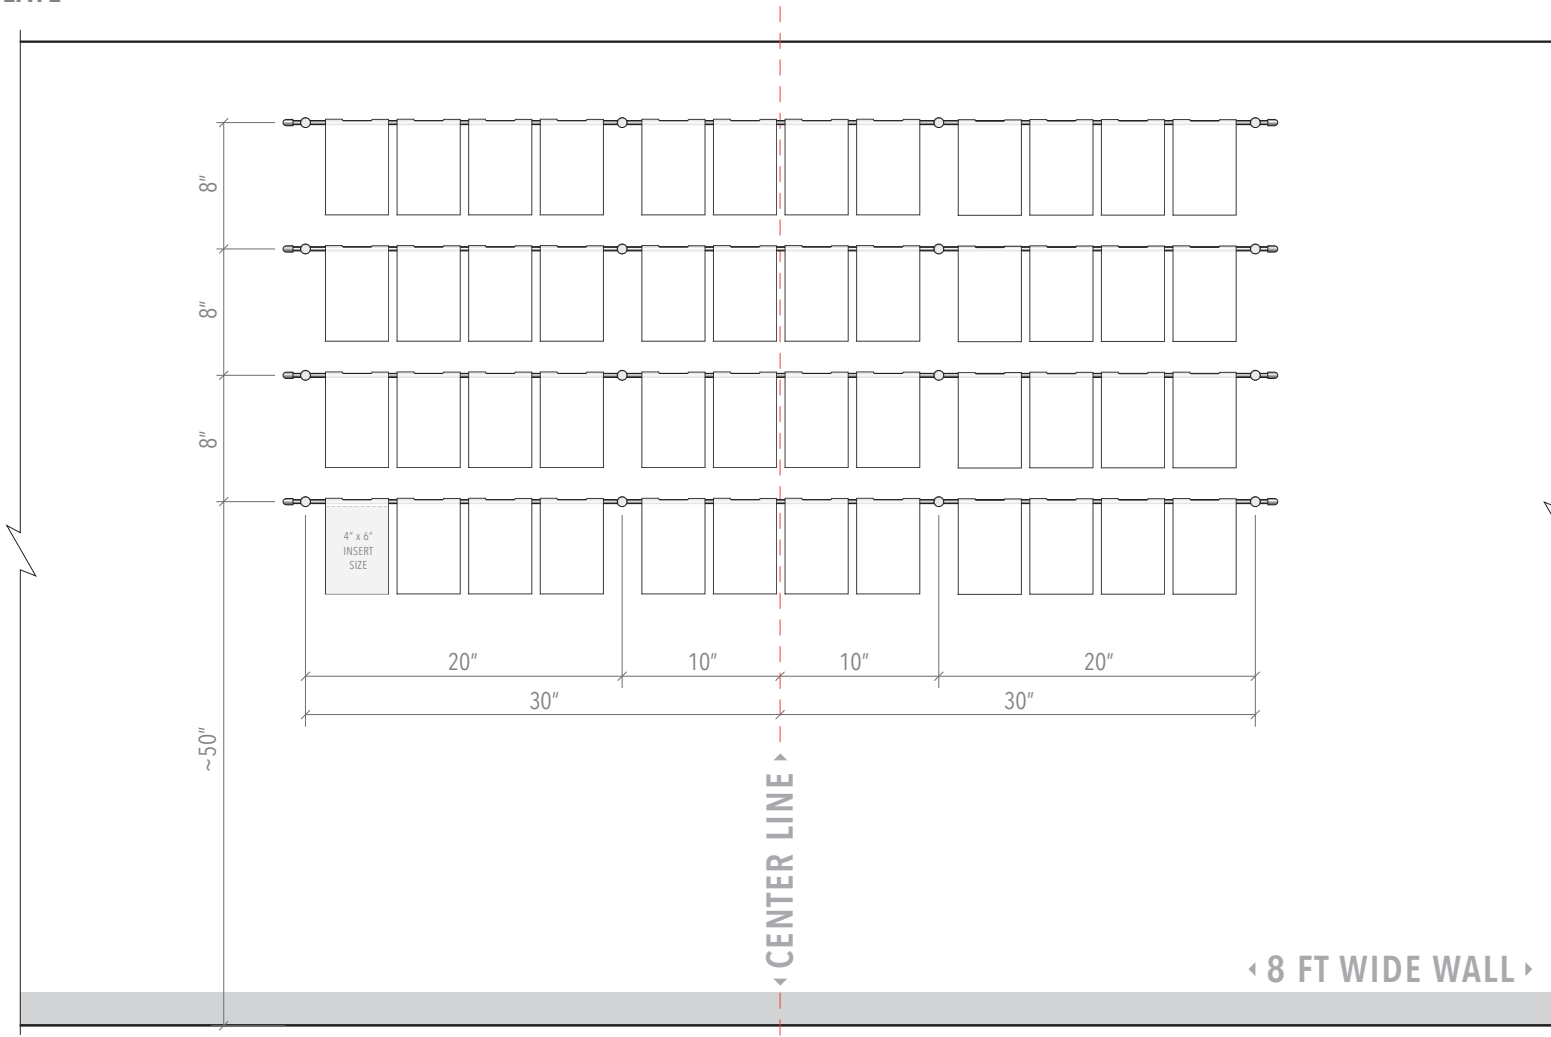 8"
8"
8"
4" x 6"
INSERT
SIZE
20"
10"
10"
20"
30"
30"
~50"
CENTER LINE
8 FT WIDE WALL